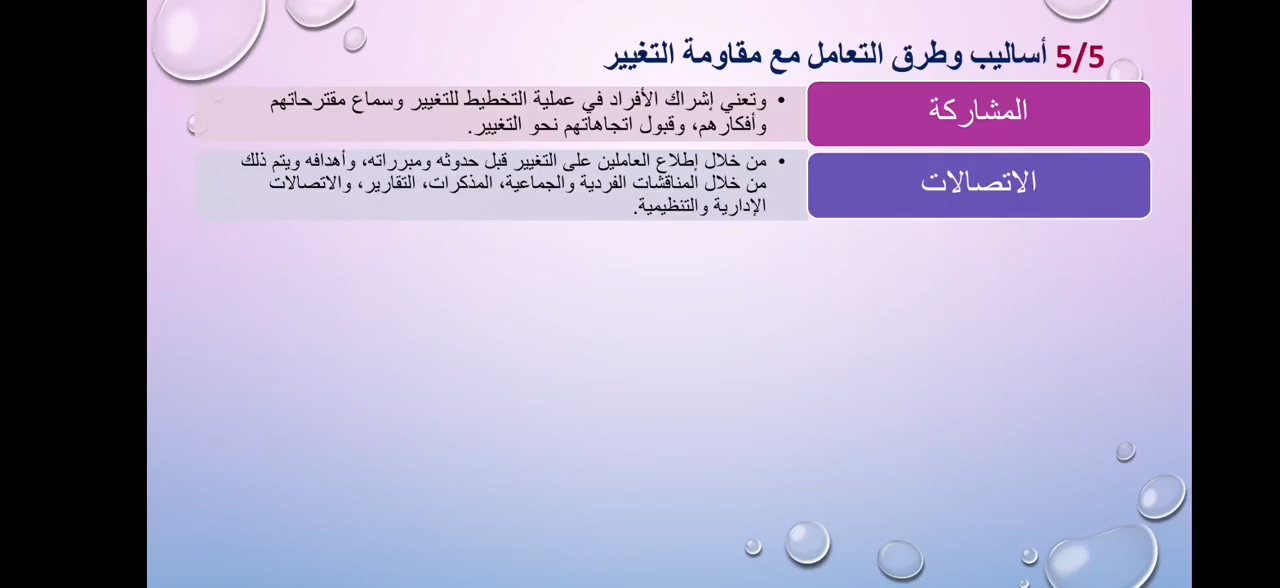 5/5 أساليب وطرق التعامل مع مقاومة التغيير
المشاركة
• وتعني إشراك الأفراد في عملية التخطيط للتغيير وسماع مقترحاتهم
وأفكارهم، وقبول اتجاهاتهم نحو التغيير.
الاتصالات
• من خلال إطلاع العاملين على التغيير قبل حدوثه ومبرراته، وأهدافه ويتم ذلك
من خلال المناقشات الفردية والجماعية، المذكرات، التقارير، والاتصالات
الإدارية والتنظيمية.